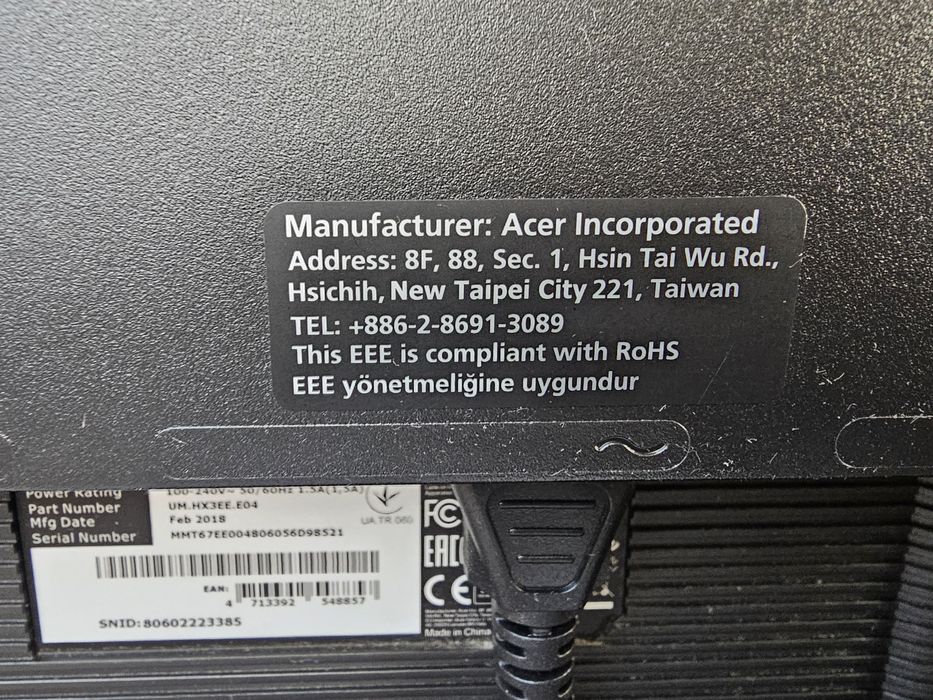 Manufacturer: Acer Incorporated
Address: 8F, 88, Sec. 1, Hsin Tai Wu Rd.,
Hsichih, New Taipei City 221, Taiwan
TEL: +886-2-8691-3089
This EEE is compliant with RoHS
EEE yönetmeliğine uygundur
Power Rating 100-240V~ 50/60Hz 1.5A(1,5A)
Part Number UM.HX3EE.E04
Mfg Date Feb 2018
Serial Number MMT67EE004806056D98521
UA.TR.060
EAN:
4 713392 548857
SNID:80602223385
FC
EAC
CE
Made in China